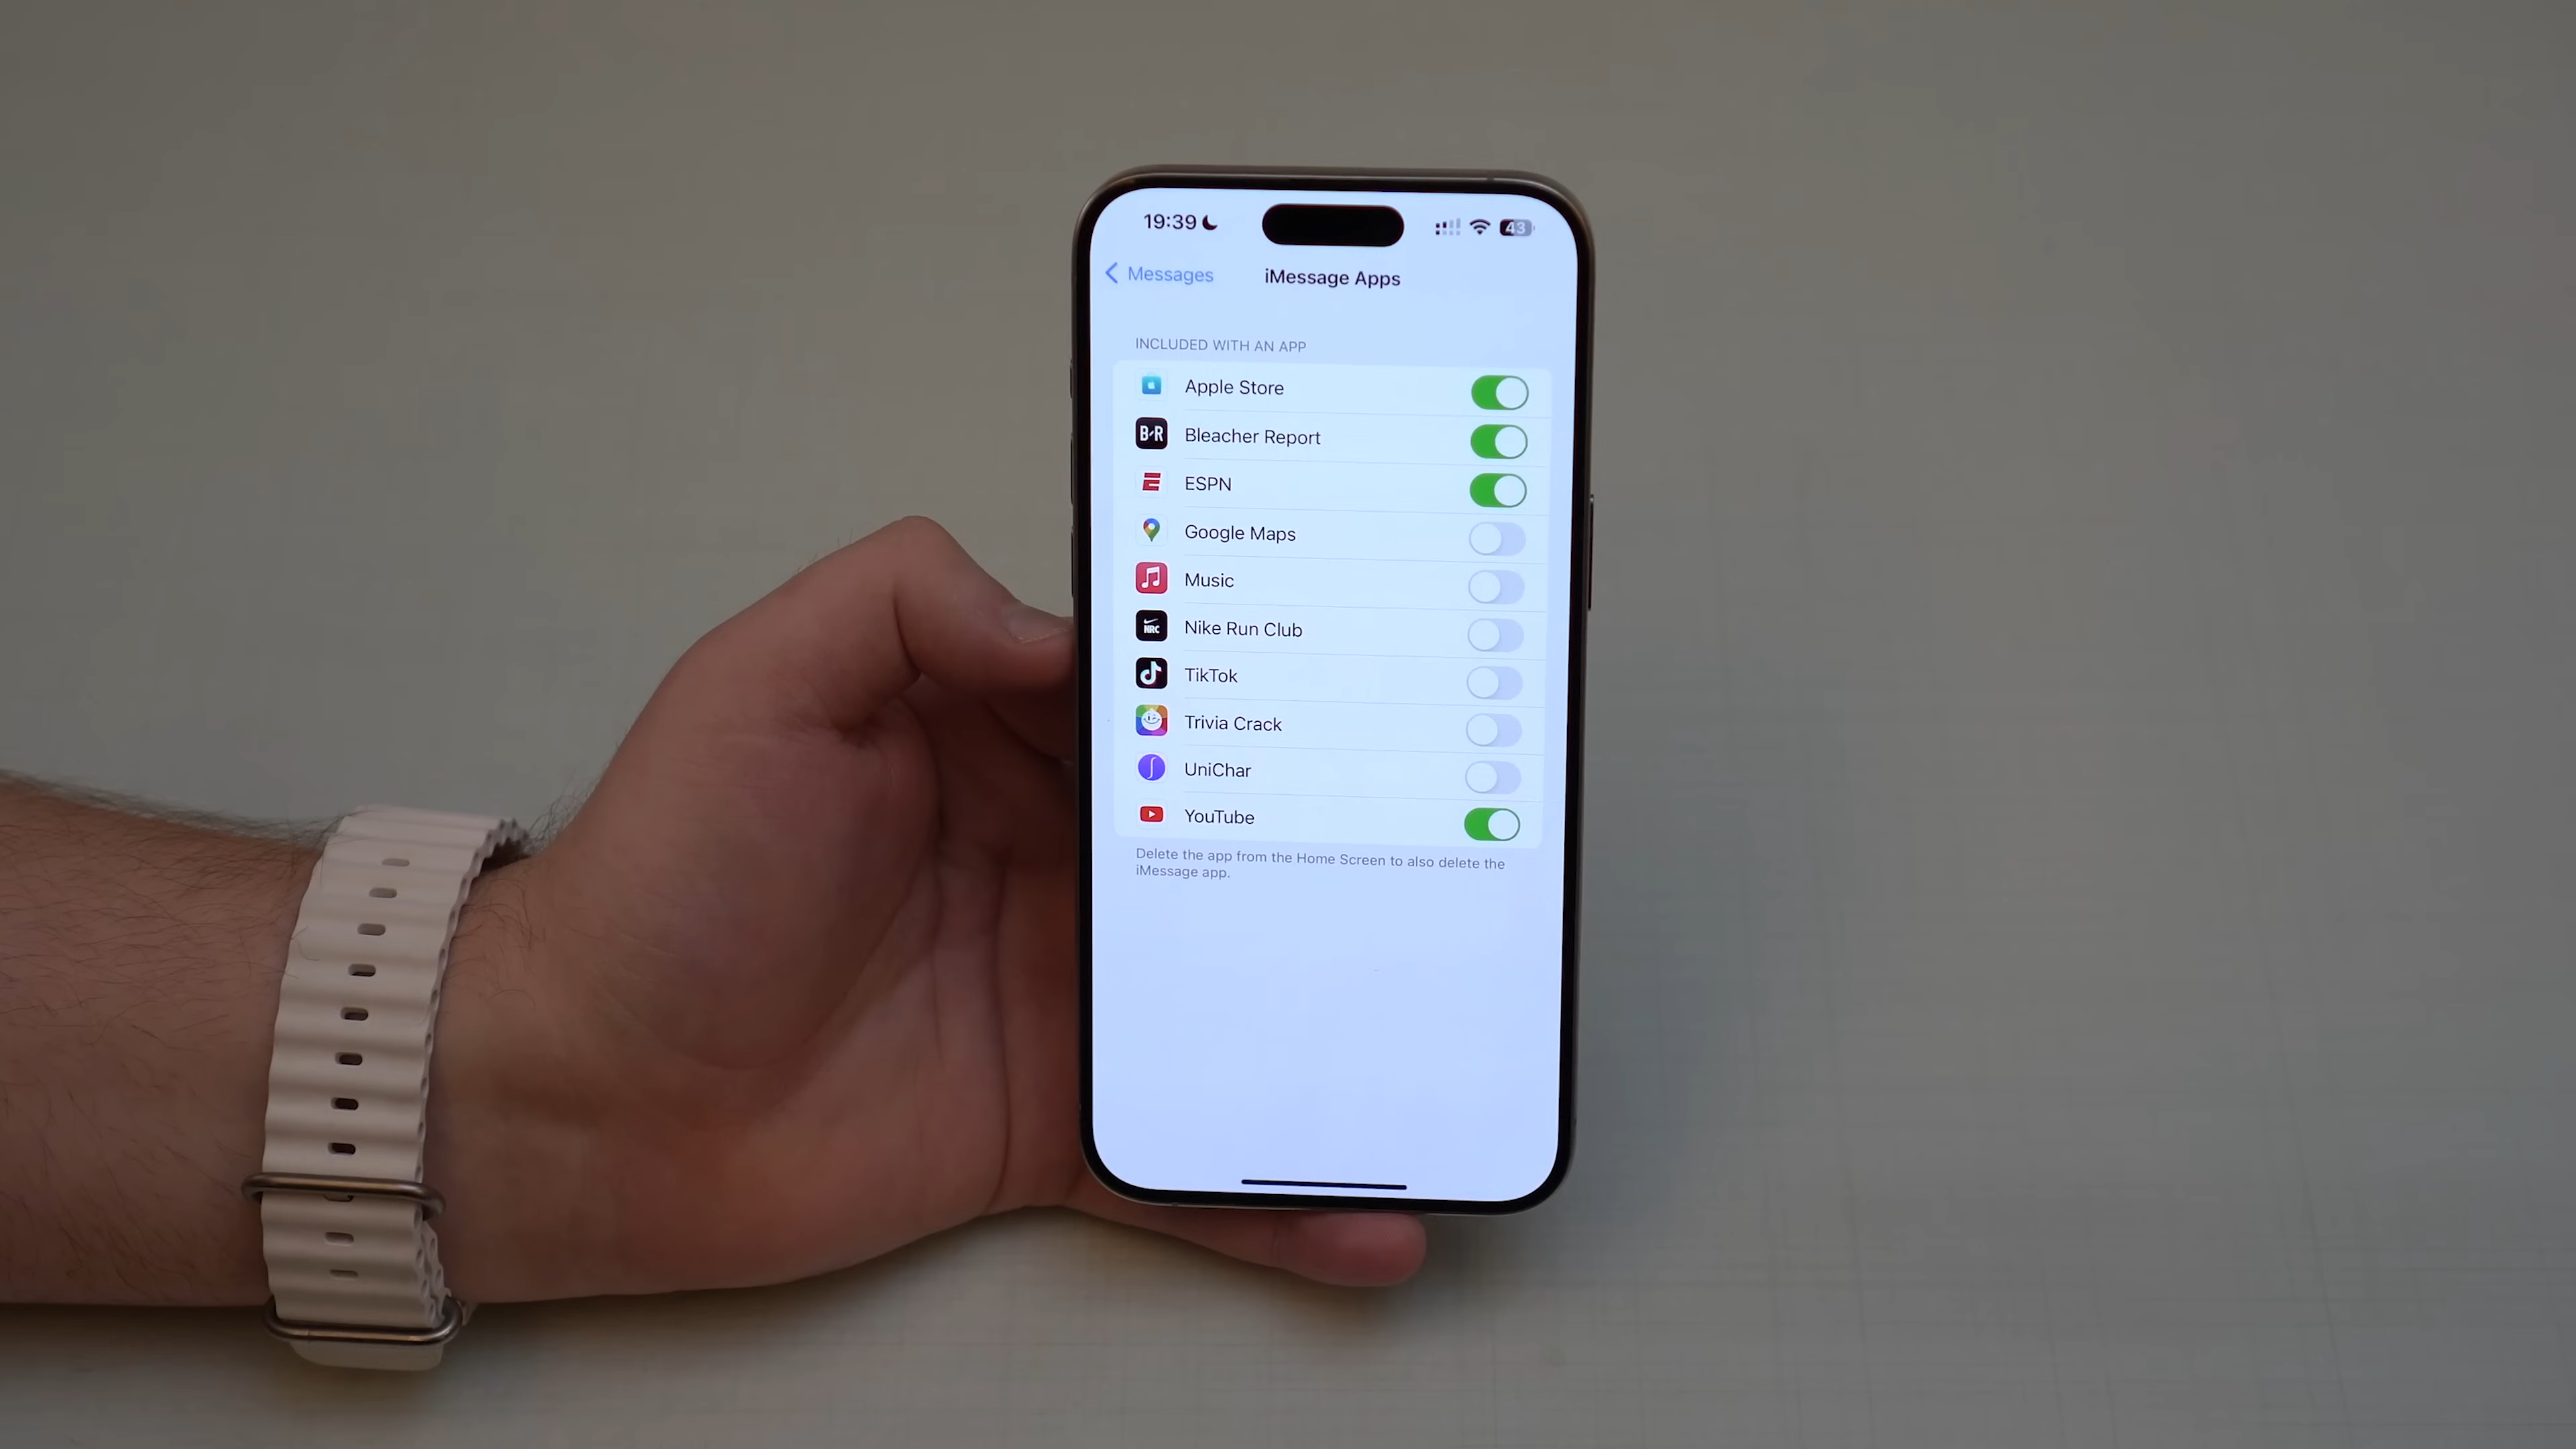 19:39
43
Messages
iMessage Apps
INCLUDED WITH AN APP
Apple Store
B/R Bleacher Report
ESPN
Google Maps
Music
NRC Nike Run Club
TikTok
Trivia Crack
UniChar
YouTube
Delete the app from the Home Screen to also delete the
iMessage app.